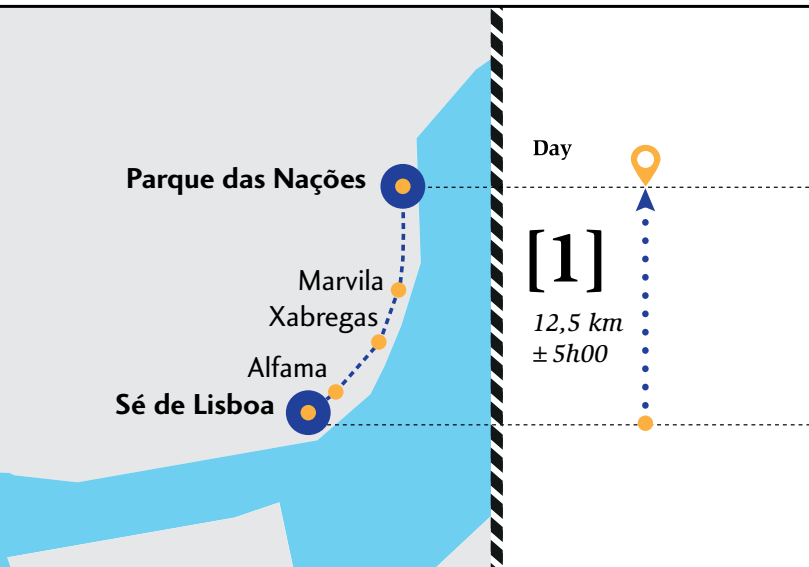 Day
Parque das Nações
[1]
Marvila
Xabregas
12,5 km
± 5h00
Alfama
Sé de Lisboa